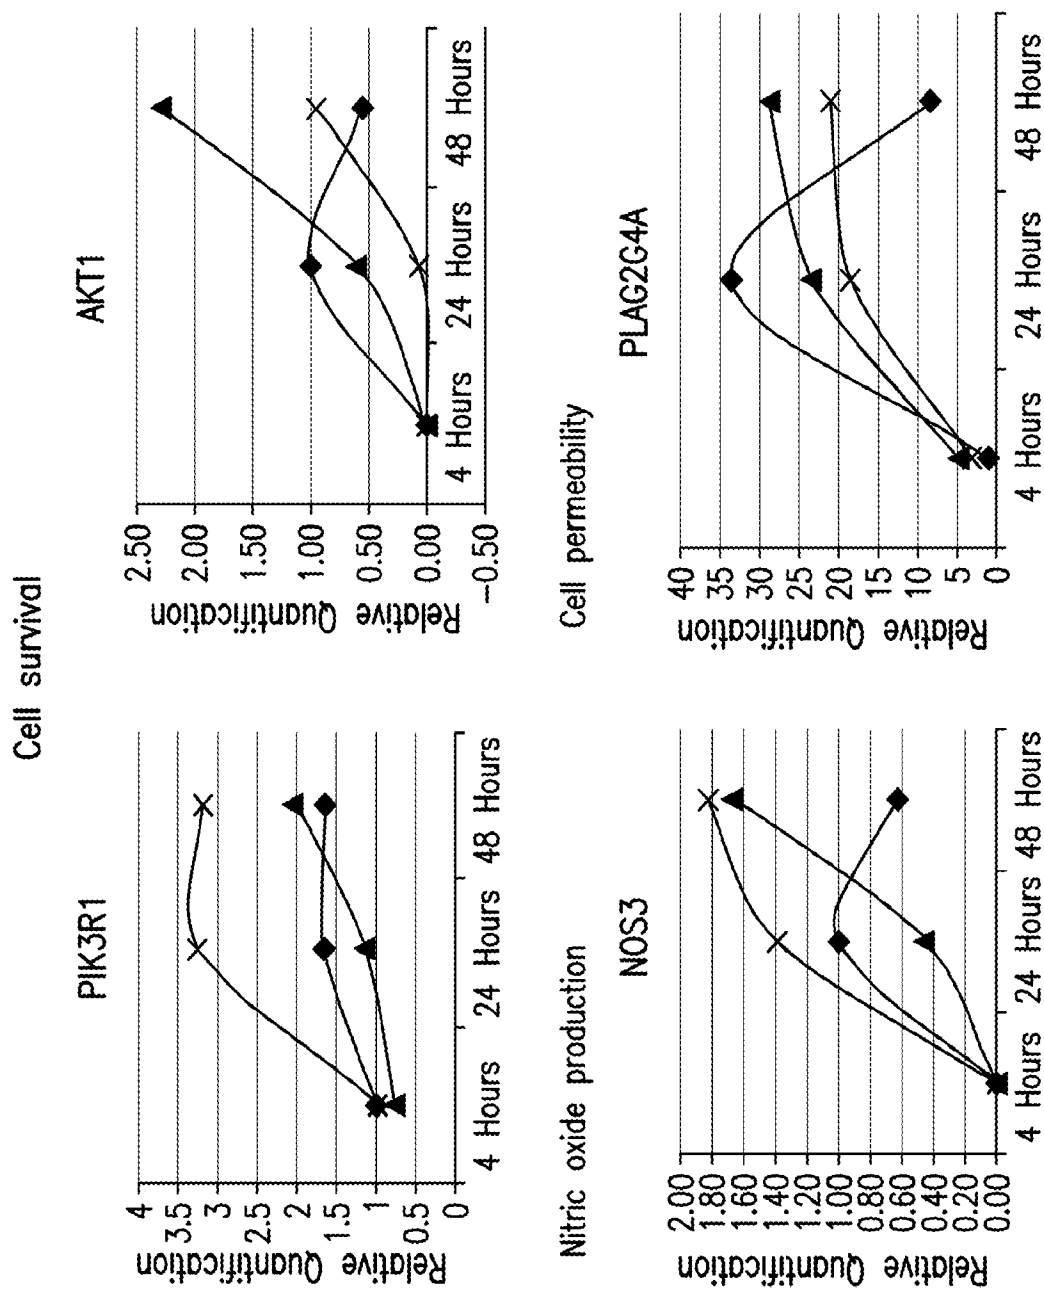 Cell survival
PIK3R1
Relative Quantification
4
3.5
3
2.5
2
1.5
1
0.5
0
4 Hours 24 Hours 48 Hours
AKT1
Relative Quantification
2.50
2.00
1.50
1.00
0.50
0.00
−0.50
4 Hours 24 Hours 48 Hours
Nitric oxide production
NOS3
Relative Quantification
2.00
1.80
1.60
1.40
1.20
1.00
0.80
0.60
0.40
0.20
0.00
4 Hours 24 Hours 48 Hours
Cell permeability
PLAG2G4A
Relative Quantification
40
35
30
25
20
15
10
5
0
4 Hours 24 Hours 48 Hours